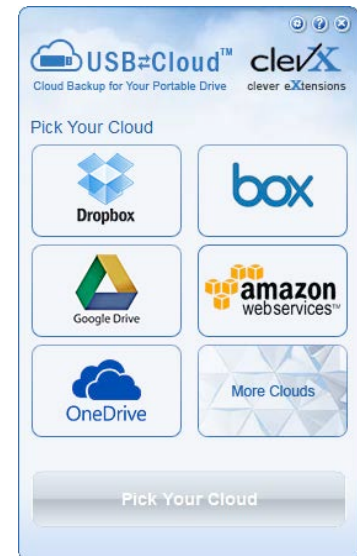 USB⇄Cloud™
Cloud Backup for Your Portable Drive
clevX
clever eXtensions
Pick Your Cloud
Dropbox
box
Google Drive
amazon
webservices™
OneDrive
More Clouds
Pick Your Cloud